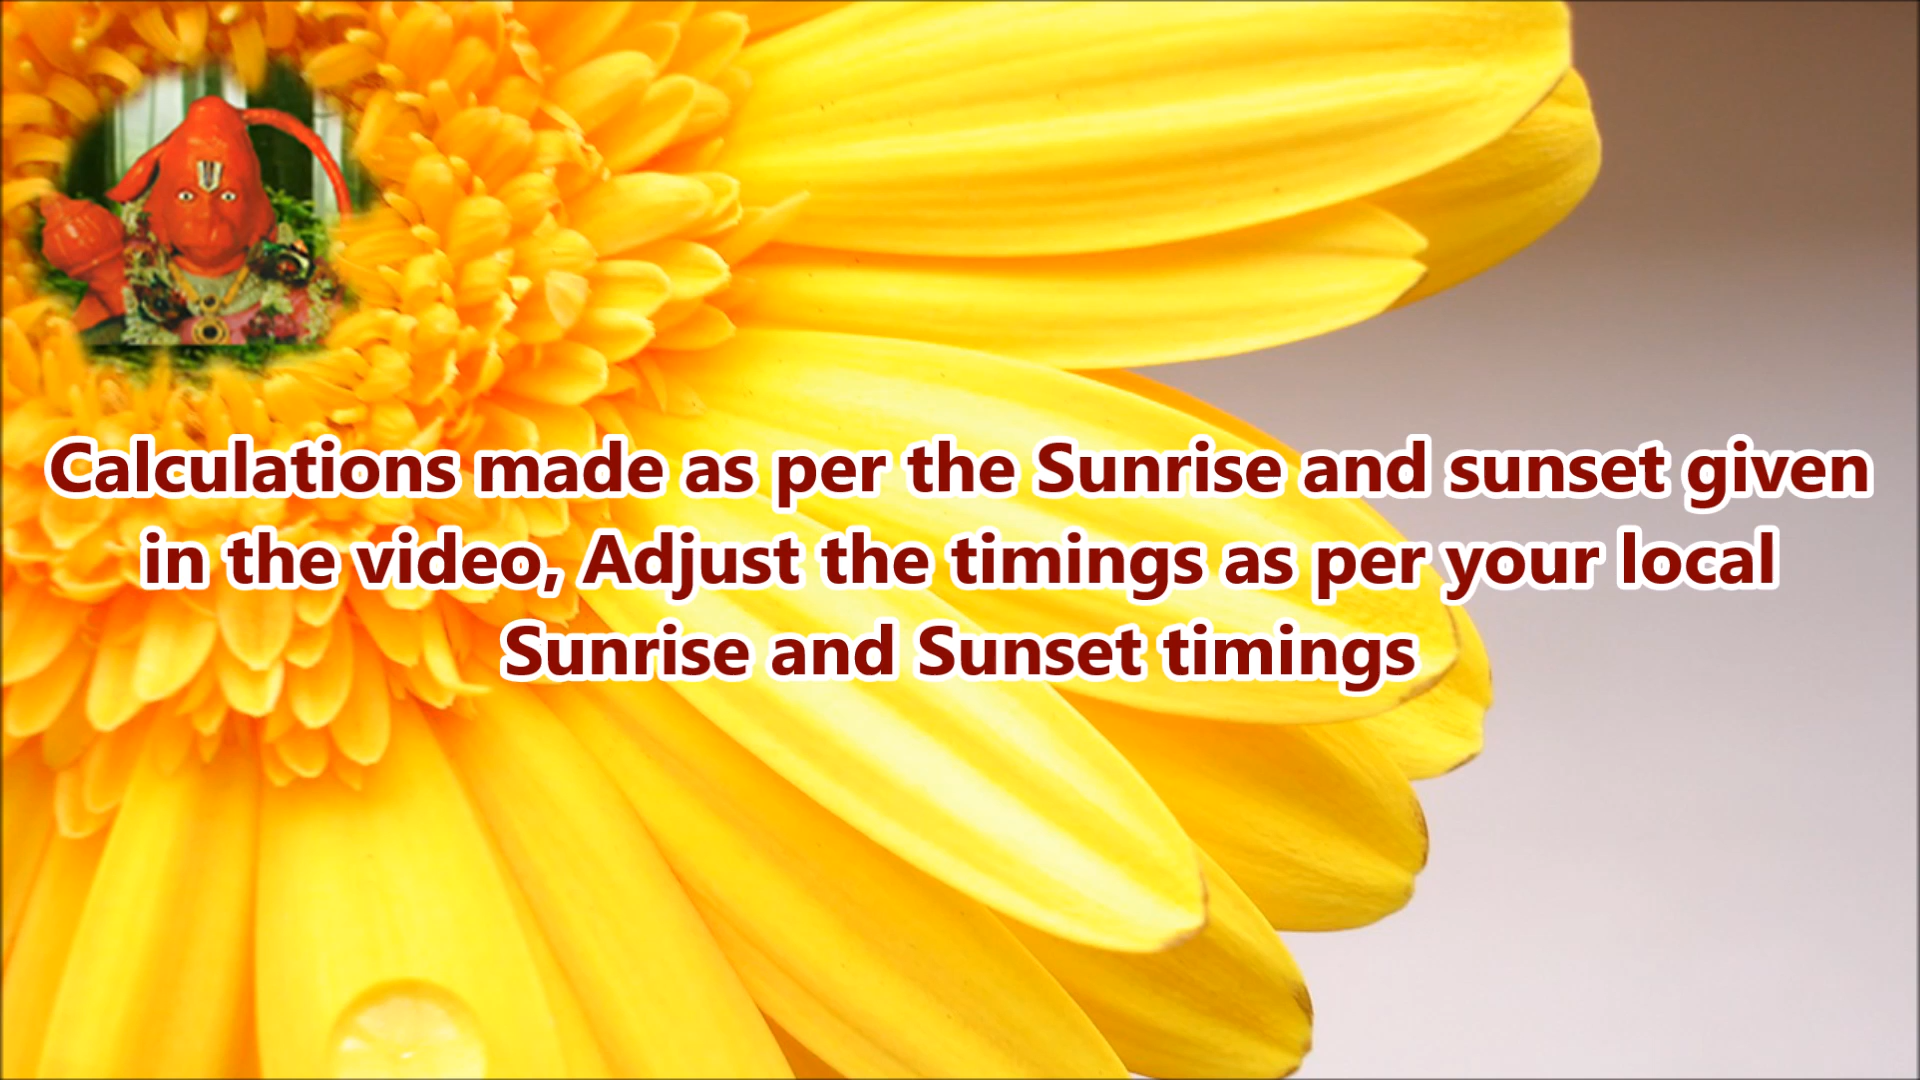 Calculations made as per the Sunrise and sunset given
in the video, Adjust the timings as per your local
Sunrise and Sunset timings